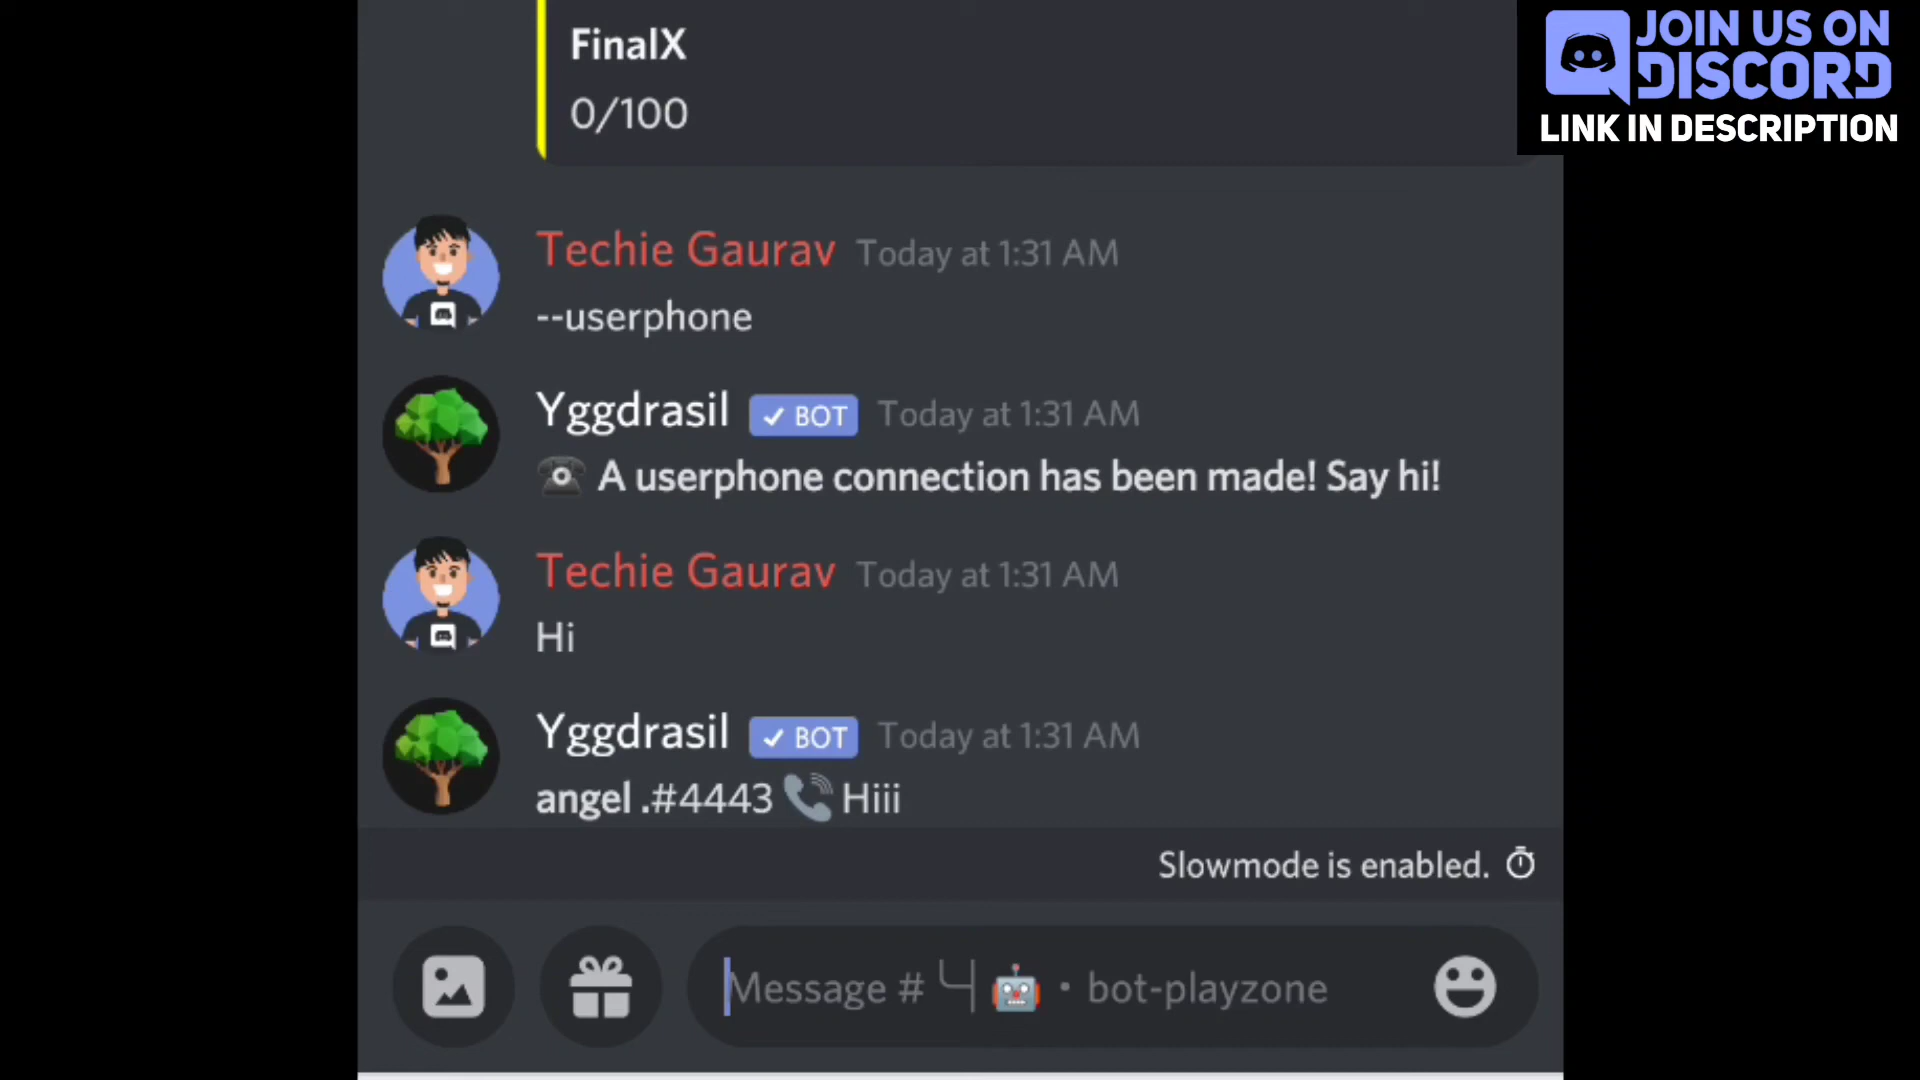 FinalX
0/100
JOIN US ON
DISCORD
LINK IN DESCRIPTION
Techie Gaurav Today at 1:31 AM
--userphone
Yggdrasil ✓ BOT Today at 1:31 AM
☎ A userphone connection has been made! Say hi!
Techie Gaurav Today at 1:31 AM
Hi
Yggdrasil ✓ BOT Today at 1:31 AM
angel .#4443 📞 Hiii
Slowmode is enabled.
Message # 🤖 • bot-playzone